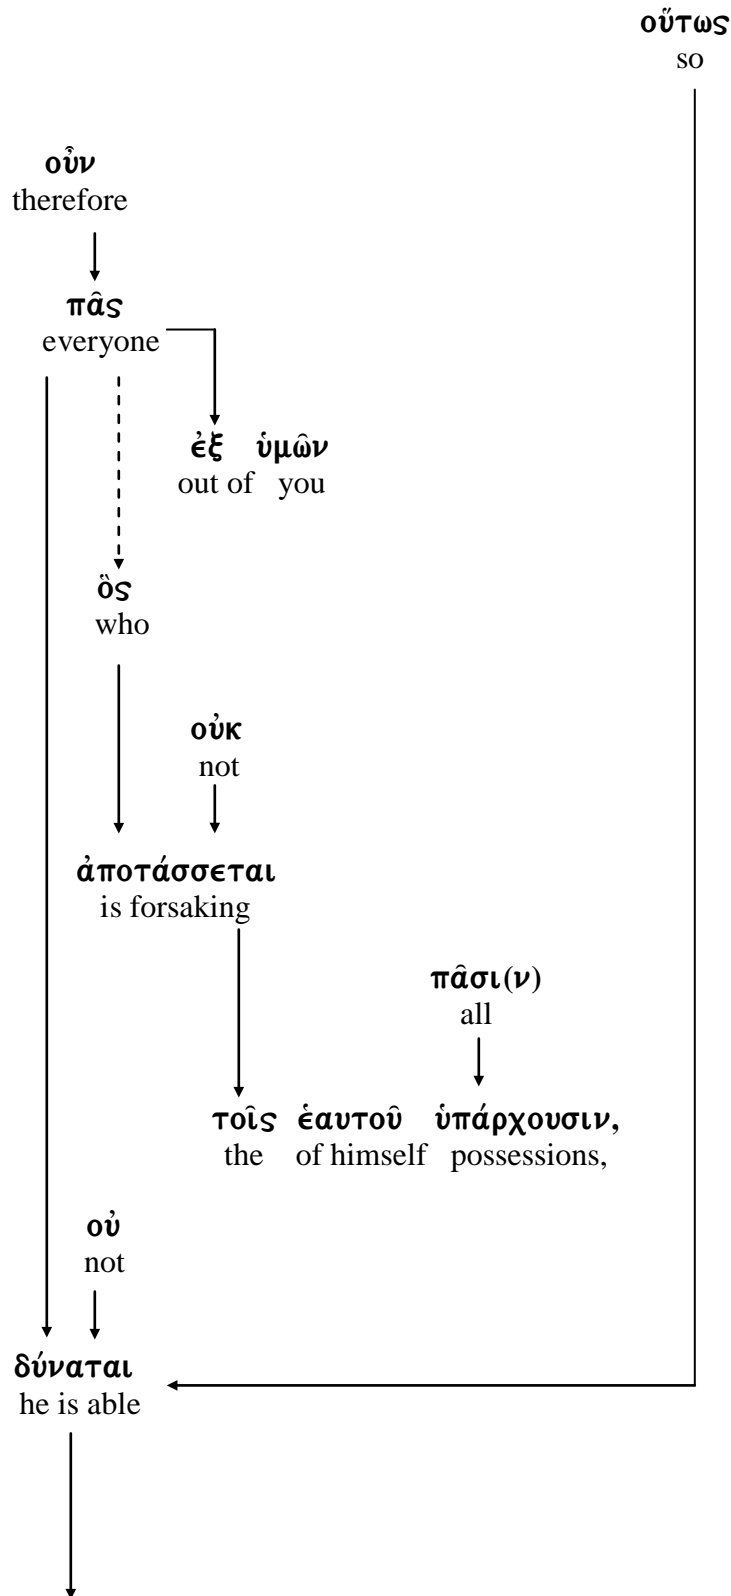 οὕτως
so
οὖν
therefore
πᾶς
everyone
ἐξ ὑμῶν
out of you
ὃς
who
οὐκ
not
ἀποτάσσεται
is forsaking
πᾶσι(ν)
all
τοῖς ἑαυτοῦ ὑπάρχουσιν,
the of himself possessions,
οὐ
not
δύναται
he is able